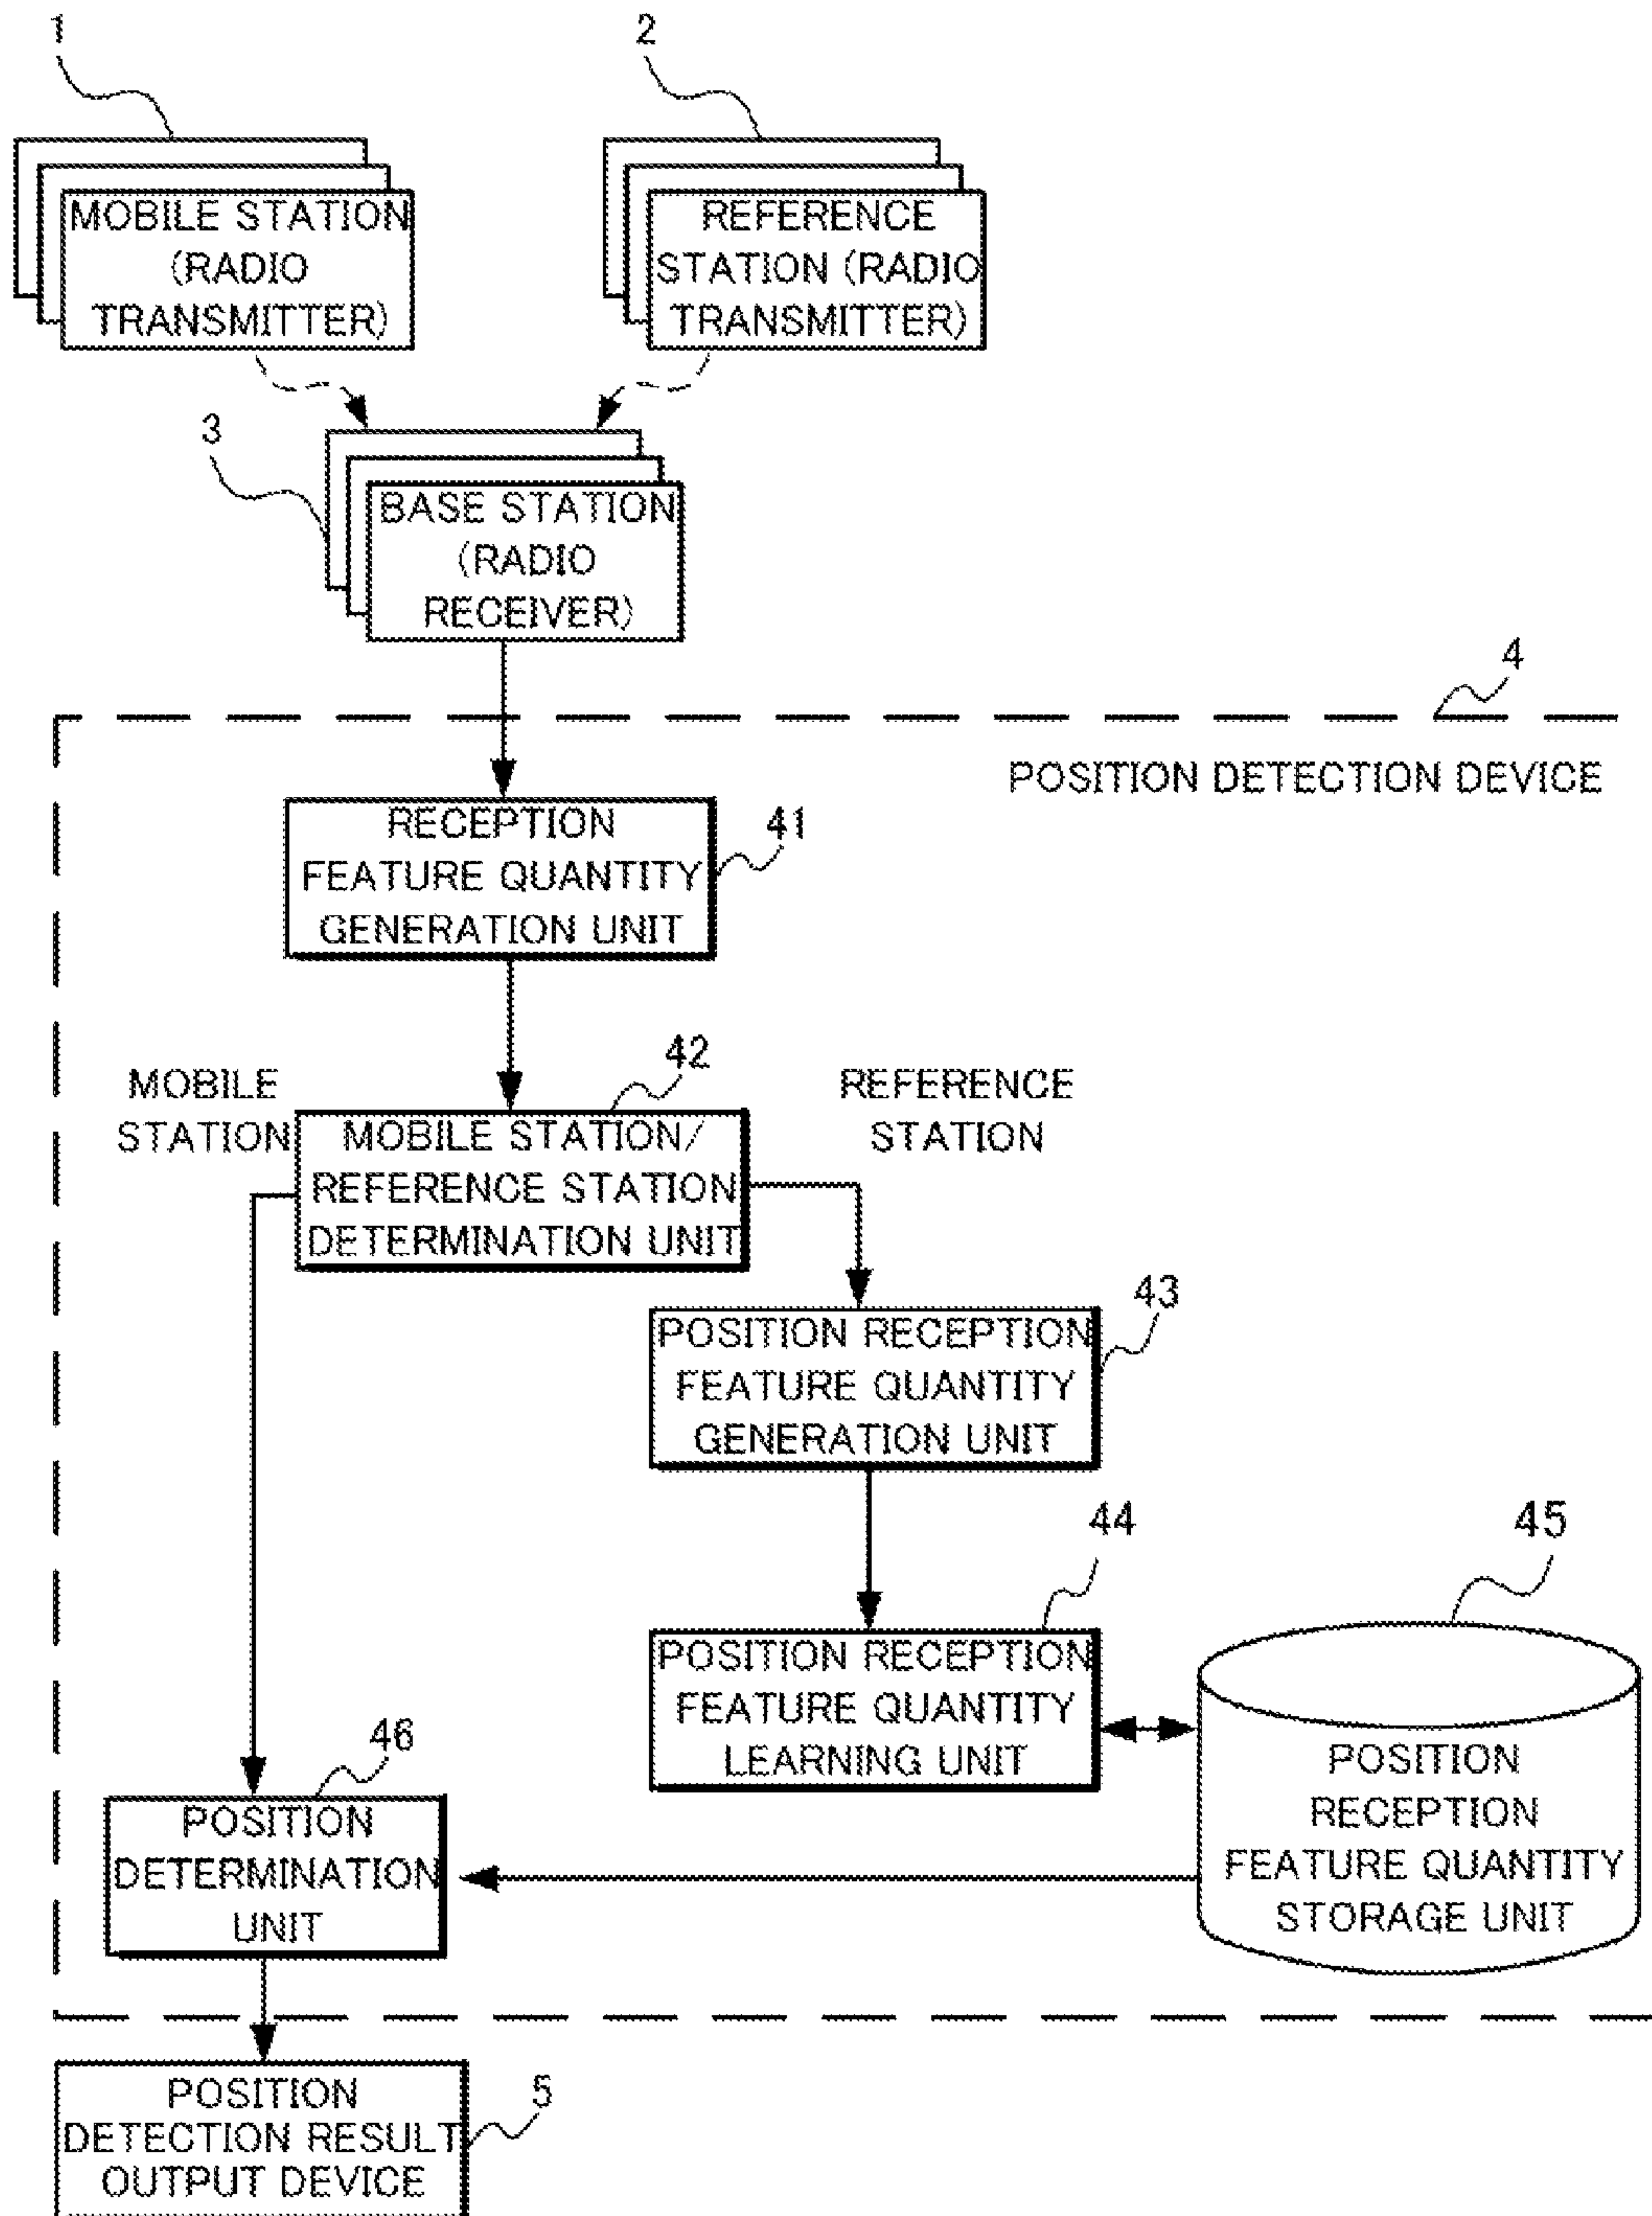 1
2
MOBILE STATION
(RADIO
TRANSMITTER)
REFERENCE
STATION (RADIO
TRANSMITTER)
3
BASE STATION
(RADIO
RECEIVER)
4
POSITION DETECTION DEVICE
RECEPTION
FEATURE QUANTITY
GENERATION UNIT
41
42
MOBILE
STATION
REFERENCE
STATION
MOBILE STATION/
REFERENCE STATION
DETERMINATION UNIT
43
POSITION RECEPTION
FEATURE QUANTITY
GENERATION UNIT
44
45
POSITION RECEPTION
FEATURE QUANTITY
LEARNING UNIT
POSITION
RECEPTION
FEATURE QUANTITY
STORAGE UNIT
46
POSITION
DETERMINATION
UNIT
POSITION
DETECTION RESULT
OUTPUT DEVICE
5